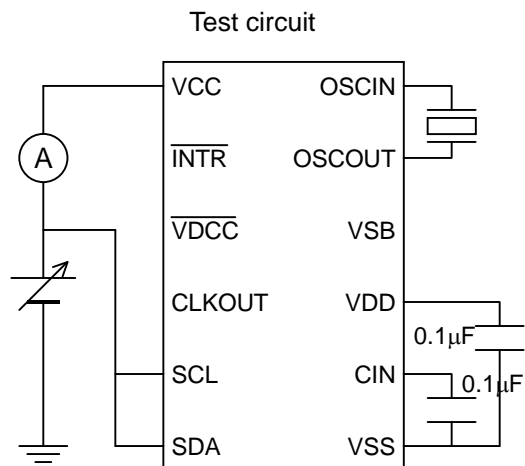 Test circuit
VCC
OSCIN
A
INTR
OSCOUT
VDCC
VSB
CLKOUT
VDD
0.1μF
SCL
CIN
0.1μF
SDA
VSS